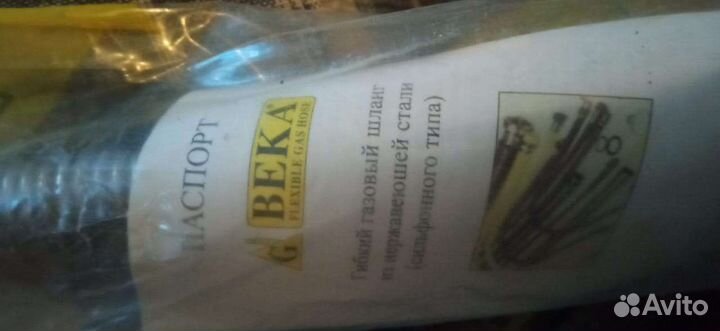 ПАСПОРТ
G BEKA®
FLEXIBLE GAS HOSE
Гибкий газовый шланг
из нержавеющей стали
(сильфонного типа)
Avito